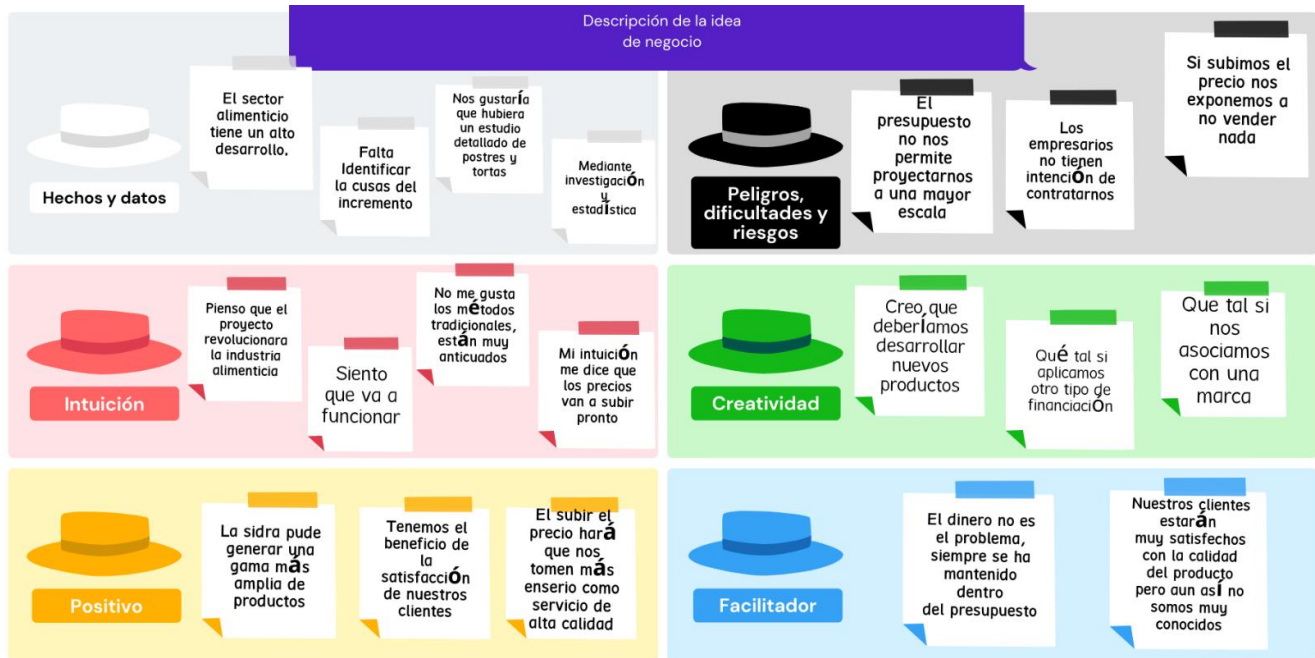 Descripción de la idea
de negocio
El sector
alimenticio
tiene un alto
desarrollo.
Falta
Identificar
la cusas del
incremento
Nos gustaría
que hubiera
un estudio
detallado de
postres y
tortas
Mediante
investigación
y
estadística
Hechos y datos
El
presupuesto
no nos
permite
proyectarnos
a una mayor
escala
Los
empresarios
no tienen
intención de
contratarnos
Si subimos el
precio nos
exponemos a
no vender
nada
Peligros,
dificultades y
riesgos
Pienso que el
proyecto
revolucionara
la industria
alimenticia
Siento
que va a
funcionar
No me gusta
los métodos
tradicionales,
están muy
anticuados
Mi intuición
me dice que
los precios
van a subir
pronto
Intuición
Creo que
deberíamos
desarrollar
nuevos
productos
Qué tal si
aplicamos
otro tipo de
financiación
Que tal si
nos
asociamos
con una
marca
Creatividad
La sidra pude
generar una
gama más
amplia de
productos
Tenemos el
beneficio de
la
satisfacción
de nuestros
clientes
El subir el
precio hará
que nos
tomen más
enserio como
servicio de
alta calidad
Positivo
El dinero no es
el problema,
siempre se ha
mantenido
dentro
del presupuesto
Nuestros clientes
estarán
muy satisfechos
con la calidad
del producto
pero aun así no
somos muy
conocidos
Facilitador